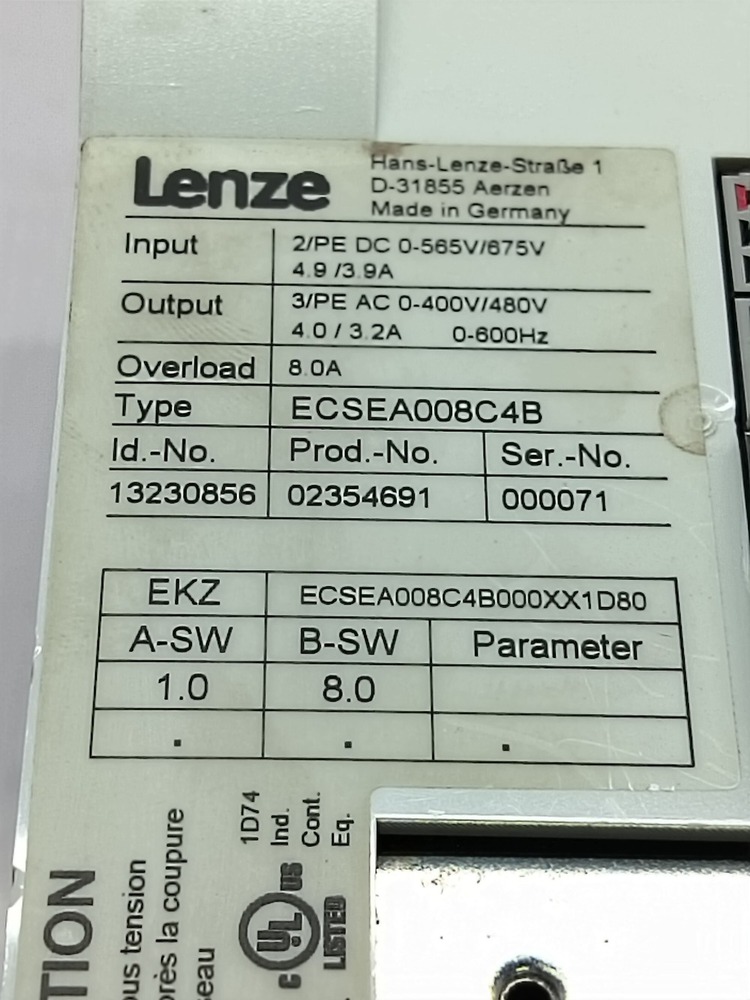 Lenze
Hans-Lenze-Straße 1
D-31855 Aerzen
Made in Germany
Input 2/PE DC 0-565V/675V
4.9 /3.9A
Output 3/PE AC 0-400V/480V
4.0 / 3.2A 0-600Hz
Overload 8.0A
Type ECSEA008C4B
Id.-No. Prod.-No. Ser.-No.
13230856 02354691 000071
EKZ ECSEA008C4B000XX1D80
A-SW B-SW Parameter
1.0 8.0
. . .
1D74
Ind.
Cont.
Eq.
C UL US
LISTED
TION
ous tension
près la coupure
seau